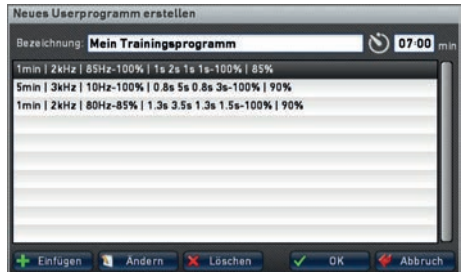 Neues Userprogramm erstellen
Bezeichnung: Mein Trainingsprogramm 07:00 min
1min | 2kHz | 85Hz-100% | 1s 2s 1s 1s-100% | 85%
5min | 3kHz | 10Hz-100% | 0.8s 5s 0.8s 3s-100% | 90%
1min | 2kHz | 80Hz-85% | 1.3s 3.5s 1.3s 1.5s-100% | 90%
Einfügen Ändern Löschen OK Abbruch